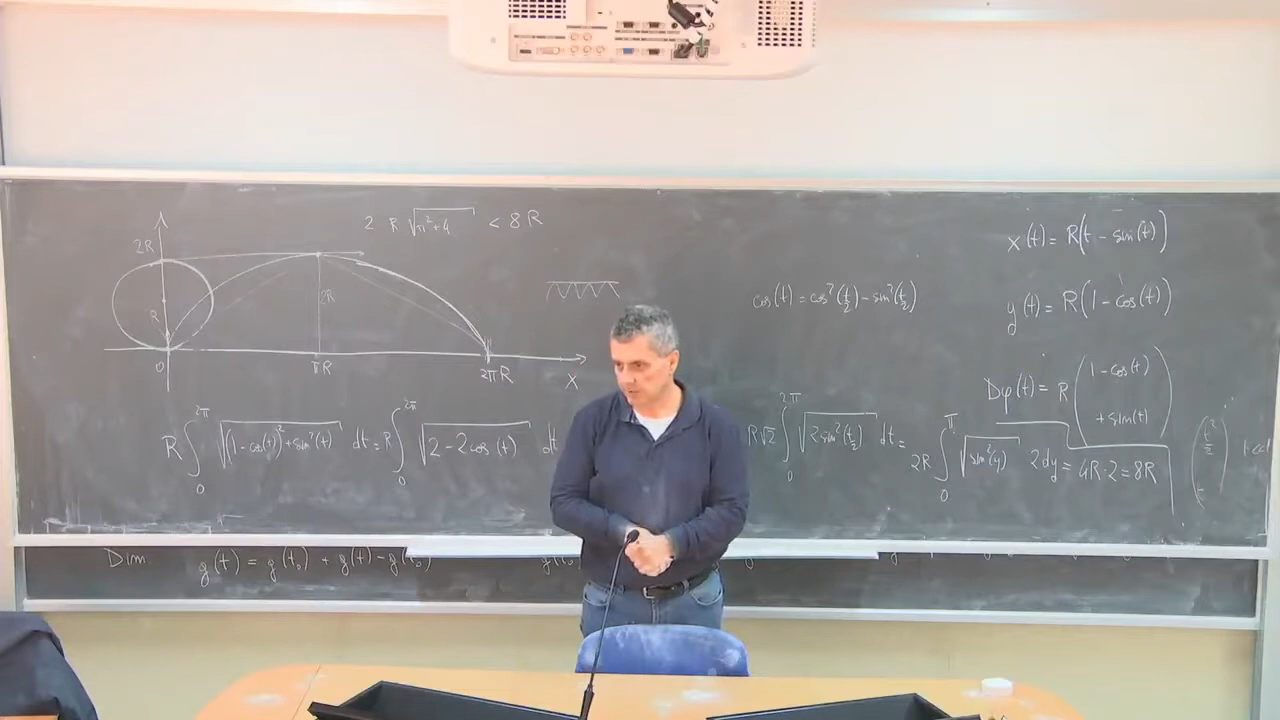 2 R √(π²+4) < 8R
2R
R
2R
0
πR
2πR
x
R ∫₀^{2π} √((1-cos(t))²+sin²(t)) dt = R ∫₀^{2π} √(2-2cos(t)) dt
cos(t) = cos²(t/2) - sin²(t/2)
R√2 ∫₀^{2π} √(2sin²(t/2)) dt =
2R ∫₀^{π} √(sin²(y)) 2dy = 4R·2 = 8R
x(t) = R(t - sin(t))
y(t) = R(1 - cos(t))
Dφ(t) = R (1-cos(t)
+sin(t))
Dim.
g(t) = g(t₀) + g(t) - g(t₀)